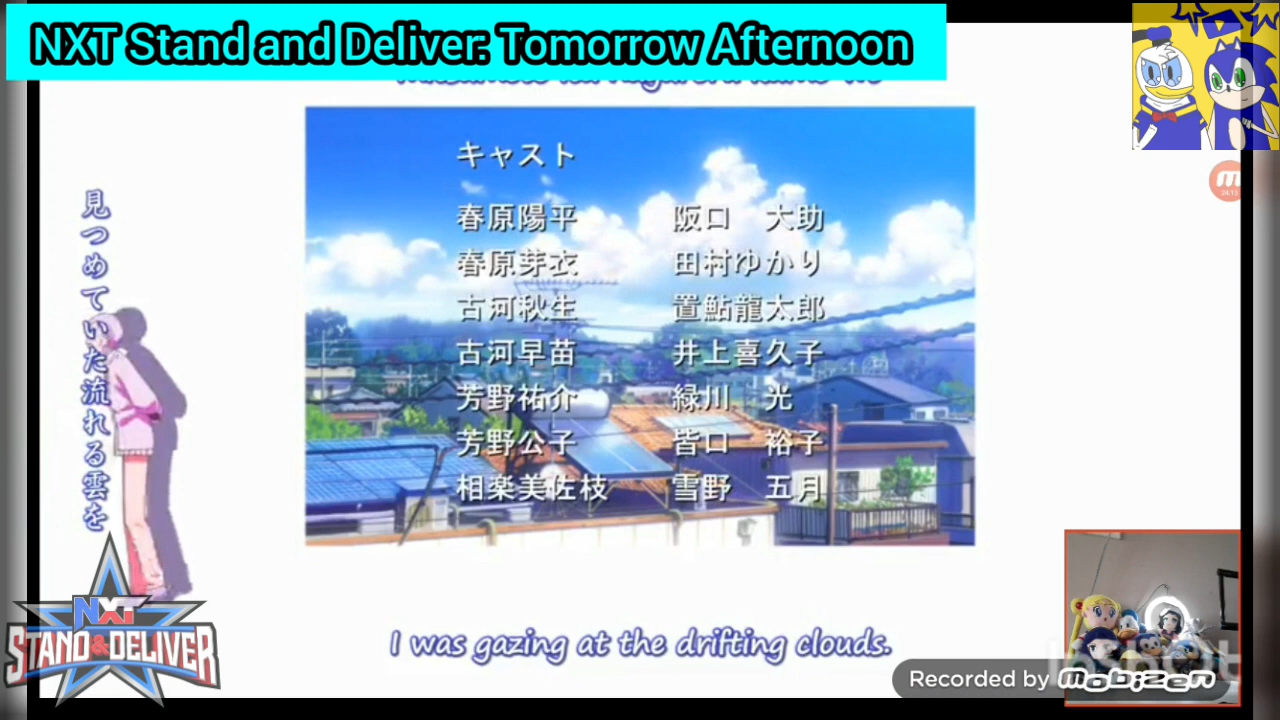 NXT Stand and Deliver: Tomorrow Afternoon
キャスト
春原陽平 阪口 大助
春原芽衣 田村ゆかり
古河秋生 置鮎龍太郎
古河早苗 井上喜久子
芳野祐介 緑川 光
芳野公子 皆口 裕子
相楽美佐枝 雪野 五月
見つめていた流れる雲を
I was gazing at the drifting clouds.
NXT
STAND & DELIVER
Recorded by mobizen